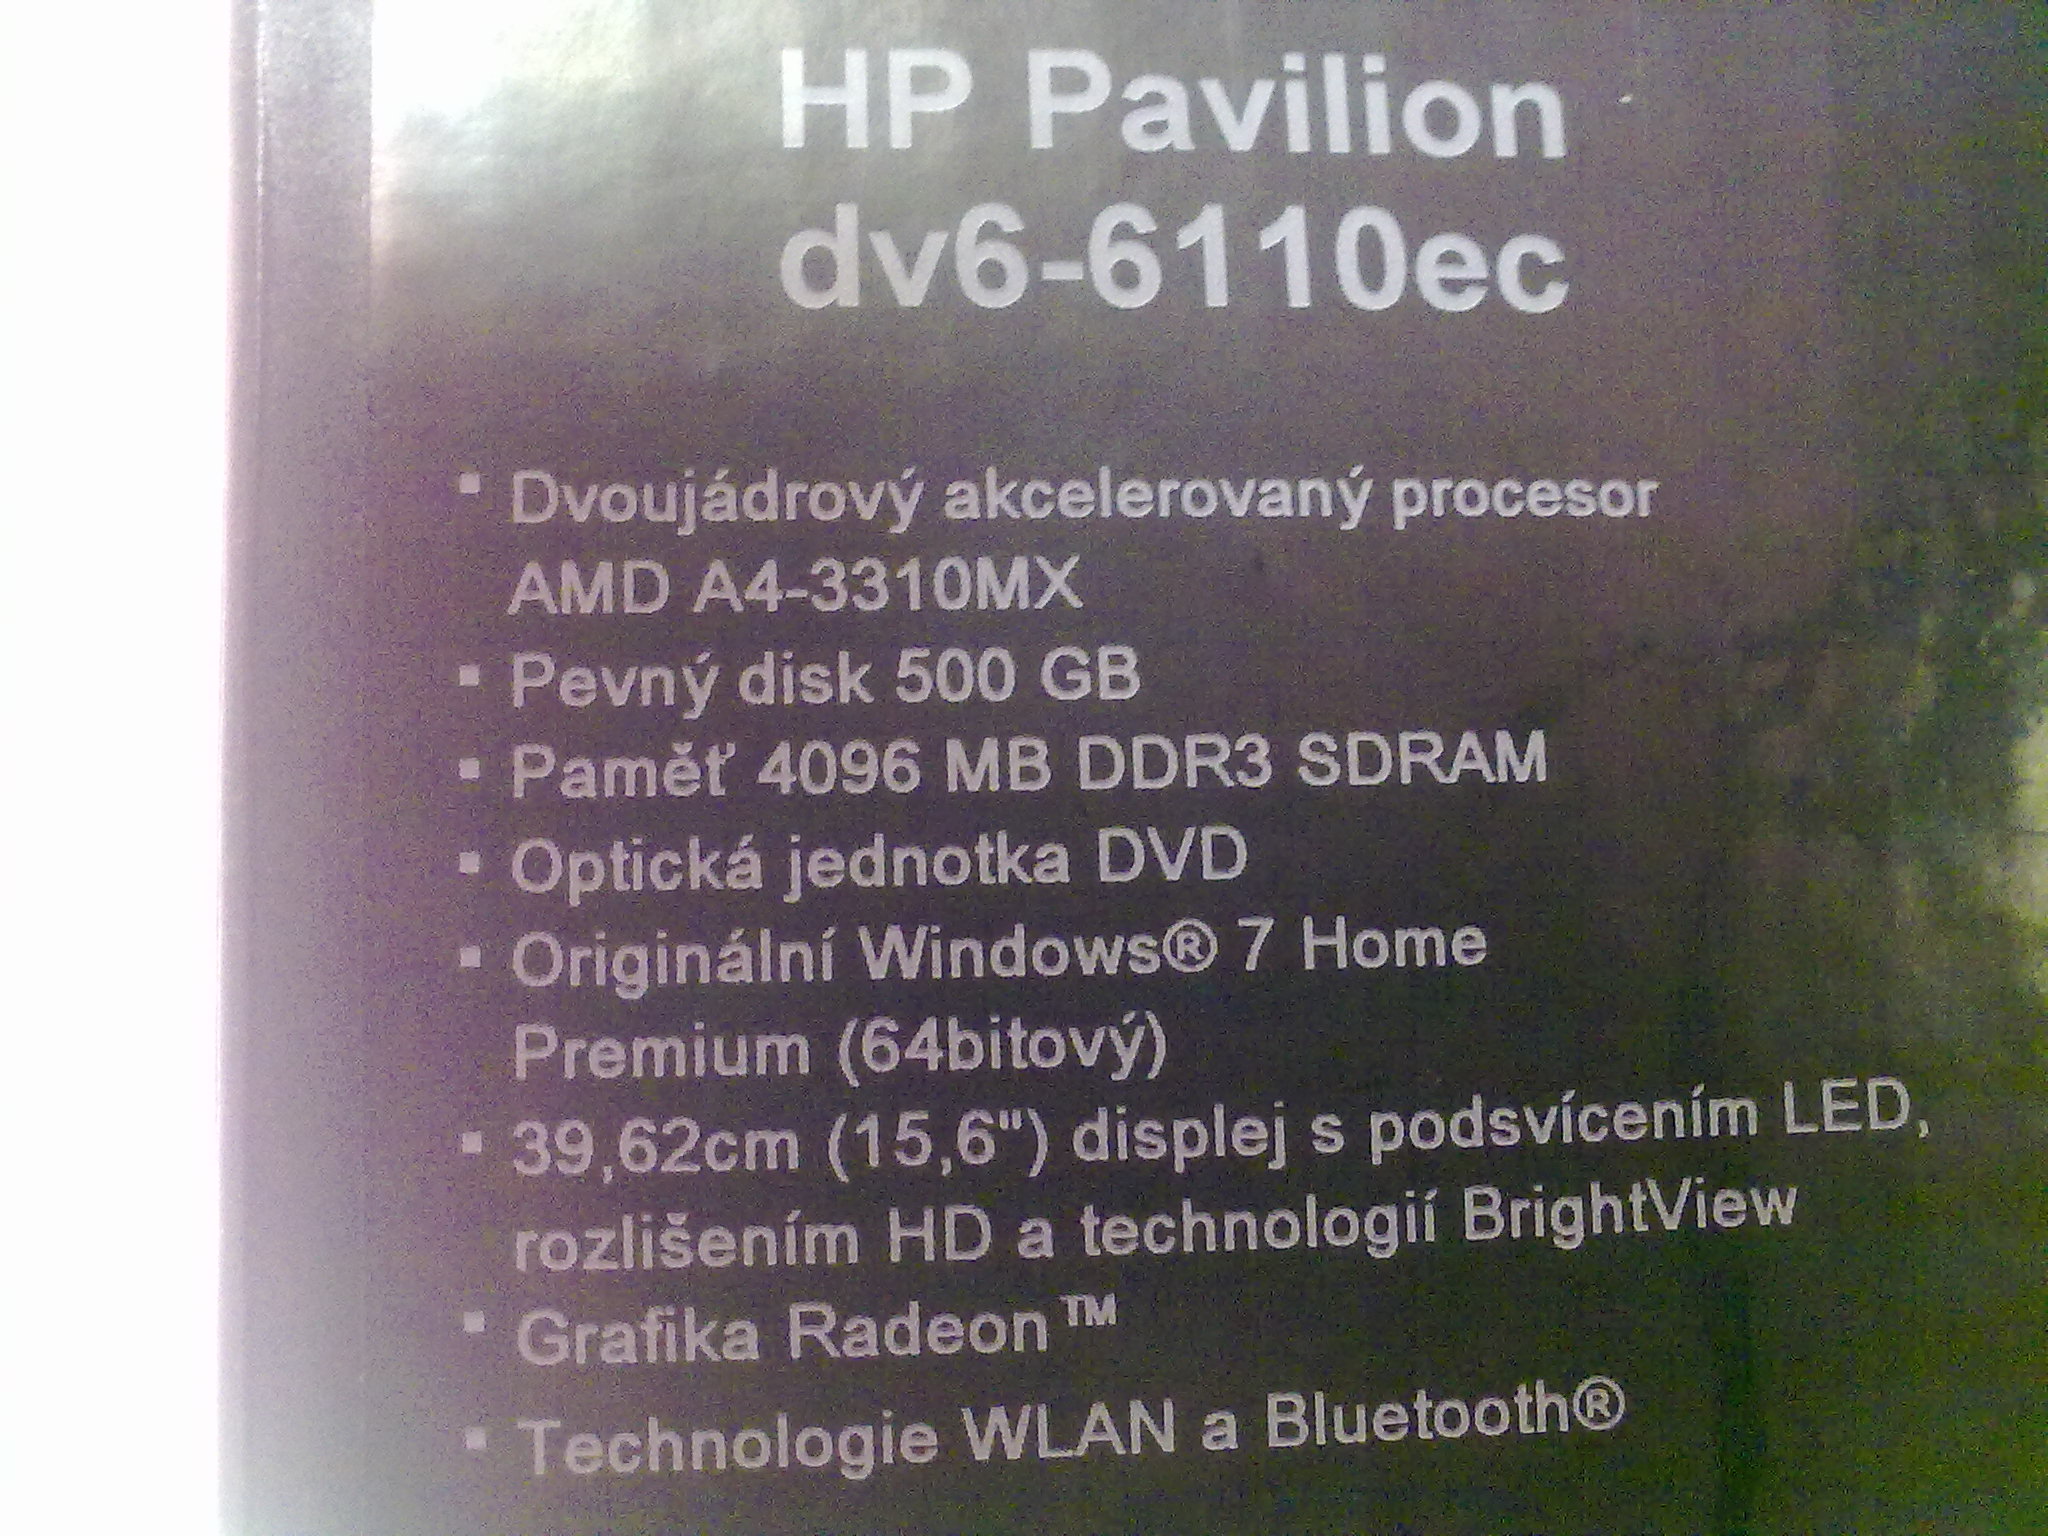 HP Pavilion
dv6-6110ec
▪ Dvoujádrový akcelerovaný procesor
AMD A4-3310MX
▪ Pevný disk 500 GB
▪ Paměť 4096 MB DDR3 SDRAM
▪ Optická jednotka DVD
▪ Originální Windows® 7 Home
Premium (64bitový)
▪ 39,62cm (15,6") displej s podsvícením LED,
rozlišením HD a technologií BrightView
▪ Grafika Radeon™
▪ Technologie WLAN a Bluetooth®